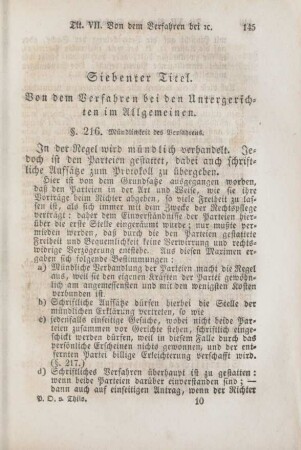 Tit. VII. Von dem Verfahren bei ꝛc. 145
Siebenter Titel.
Von dem Verfahren bei den Untergerich-
ten im Allgemeinen.
§. 216. Mündlichkeit des Verfahrens.
In der Regel wird mündlich verhandelt. Je-
doch ist den Parteien gestattet, dabei auch schrift-
liche Aufsätze zum Protokoll zu übergeben.
Hier ist von dem Grundsatze ausgegangen worden,
daß den Parteien in der Art und Weise, wie sie ihre
Vorträge beim Richter abgeben, so viele Freiheit zu las-
sen ist, als sich immer mit dem Zwecke der Rechtspflege
verträgt; daher dem Einverständnisse der Parteien hier-
über die erste Stelle eingeräumt wurde; nur mußte ver-
mieden werden, daß durch die den Parteien gestattete
Freiheit und Bequemlichkeit keine Verwirrung und rechts-
widrige Verzögerung entstehe. Aus diesen Maximen er-
gaben sich folgende Bestimmungen:
a) Mündliche Verhandlung der Parteien macht die Regel
aus, weil sie den eigenen Kräften der Partei gewöhn-
lich am angemessensten und mit den wenigsten Kosten
verbunden ist.
b) Schriftliche Aufsätze dürfen hierbei die Stelle der
mündlichen Erklärung vertreten, so wie
c) jedenfalls einseitige Gesuche, wobei nicht beide Par-
teien zusammen vor Gericht stehen, schriftlich einge-
schickt werden dürfen, weil in diesem Falle durch das
persönliche Erscheinen nichts gewonnen, und der ent-
fernten Partei billige Erleichterung verschafft wird.
(§. 217.)
d) Schriftliches Verfahren überhaupt ist zu gestatten:
wenn beide Parteien darüber einverstanden sind; —
dann auch auf einseitigen Antrag, wenn der Richter
P. O. v. Thilo. 10